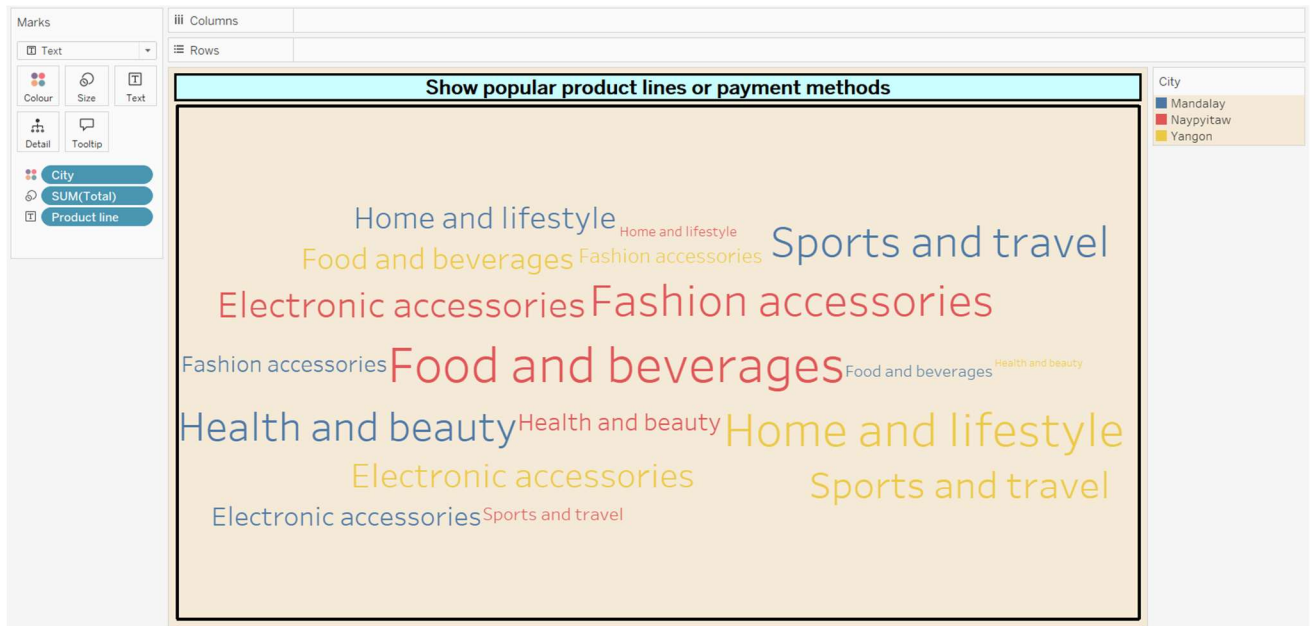 Marks
Text
Colour
Size
Text
Detail
Tooltip
City
SUM(Total)
Product line
Columns
Rows
Show popular product lines or payment methods
Home and lifestyle
Home and lifestyle
Sports and travel
Food and beverages
Fashion accessories
Electronic accessories
Fashion accessories
Fashion accessories
Food and beverages
Food and beverages
Health and beauty
Health and beauty
Health and beauty
Home and lifestyle
Electronic accessories
Sports and travel
Electronic accessories
Sports and travel
City
Mandalay
Naypyitaw
Yangon